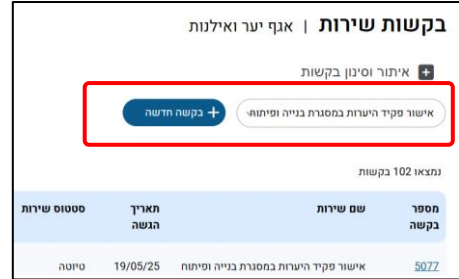 בקשות שירות | אגף יער ואילנות
איתור וסינון בקשות
אישור פקיד היערות במסגרת בנייה ופיתוח
+ בקשה חדשה
נמצאו 102 בקשות
מספר בקשה שם שירות תאריך הגשה סטטוס שירות
5077 אישור פקיד היערות במסגרת בנייה ופיתוח 19/05/25 טיוטה